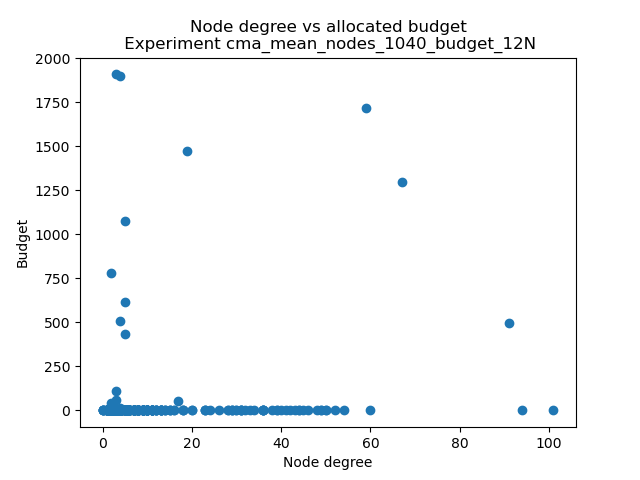 Node degree vs allocated budget
Experiment cma_mean_nodes_1040_budget_12N
2000
1750
1500
1250
1000
750
500
250
0
Budget
0 20 40 60 80 100
Node degree